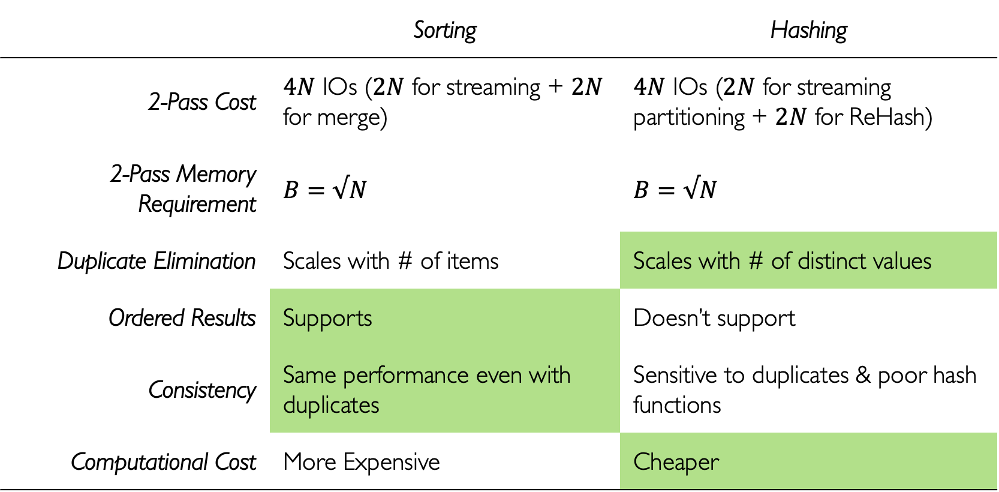 Sorting Hashing
2-Pass Cost
4N IOs (2N for streaming + 2N
for merge)
4N IOs (2N for streaming
partitioning + 2N for ReHash)
2-Pass Memory
Requirement
B = √N
B = √N
Duplicate Elimination
Scales with # of items
Scales with # of distinct values
Ordered Results
Supports
Doesn’t support
Consistency
Same performance even with
duplicates
Sensitive to duplicates & poor hash
functions
Computational Cost
More Expensive
Cheaper